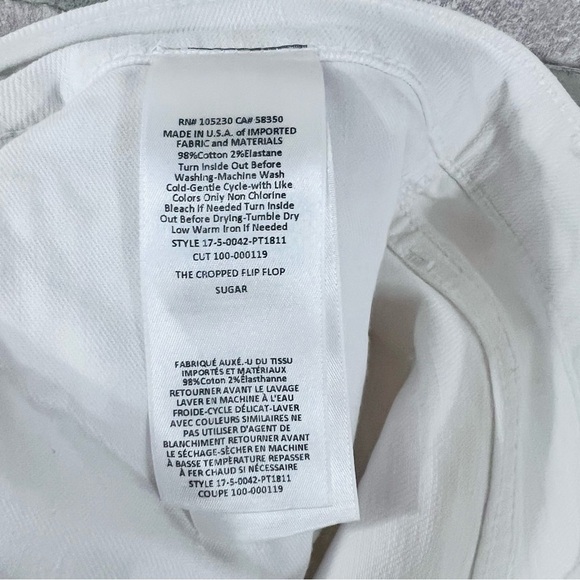 RN# 105230 CA# 58350
MADE IN U.S.A. of IMPORTED
FABRIC and MATERIALS
98%Cotton 2%Elastane
Turn Inside Out Before
Washing-Machine Wash
Cold-Gentle Cycle-with Like
Colors Only Non Chlorine
Bleach If Needed Turn Inside
Out Before Drying-Tumble Dry
Low Warm Iron If Needed
STYLE 17-5-0042-PT1811
CUT 100-000119
THE CROPPED FLIP FLOP
SUGAR
FABRIQUÉ AUXÉ.-U DU TISSU
IMPORTÉS ET MATÉRIAUX
98%Coton 2%Élasthanne
RETOURNER AVANT LE LAVAGE
LAVER EN MACHINE À L'EAU
FROIDE-CYCLE DÉLICAT-LAVER
AVEC COULEURS SIMILAIRES NE
PAS UTILISER D'AGENT DE
BLANCHIMENT RETOURNER AVANT
LE SÉCHAGE-SÈCHER EN MACHINE
À BASSE TEMPÉRATURE REPASSER
À FER CHAUD SI NÉCESSAIRE
STYLE 17-5-0042-PT1811
COUPE 100-000119